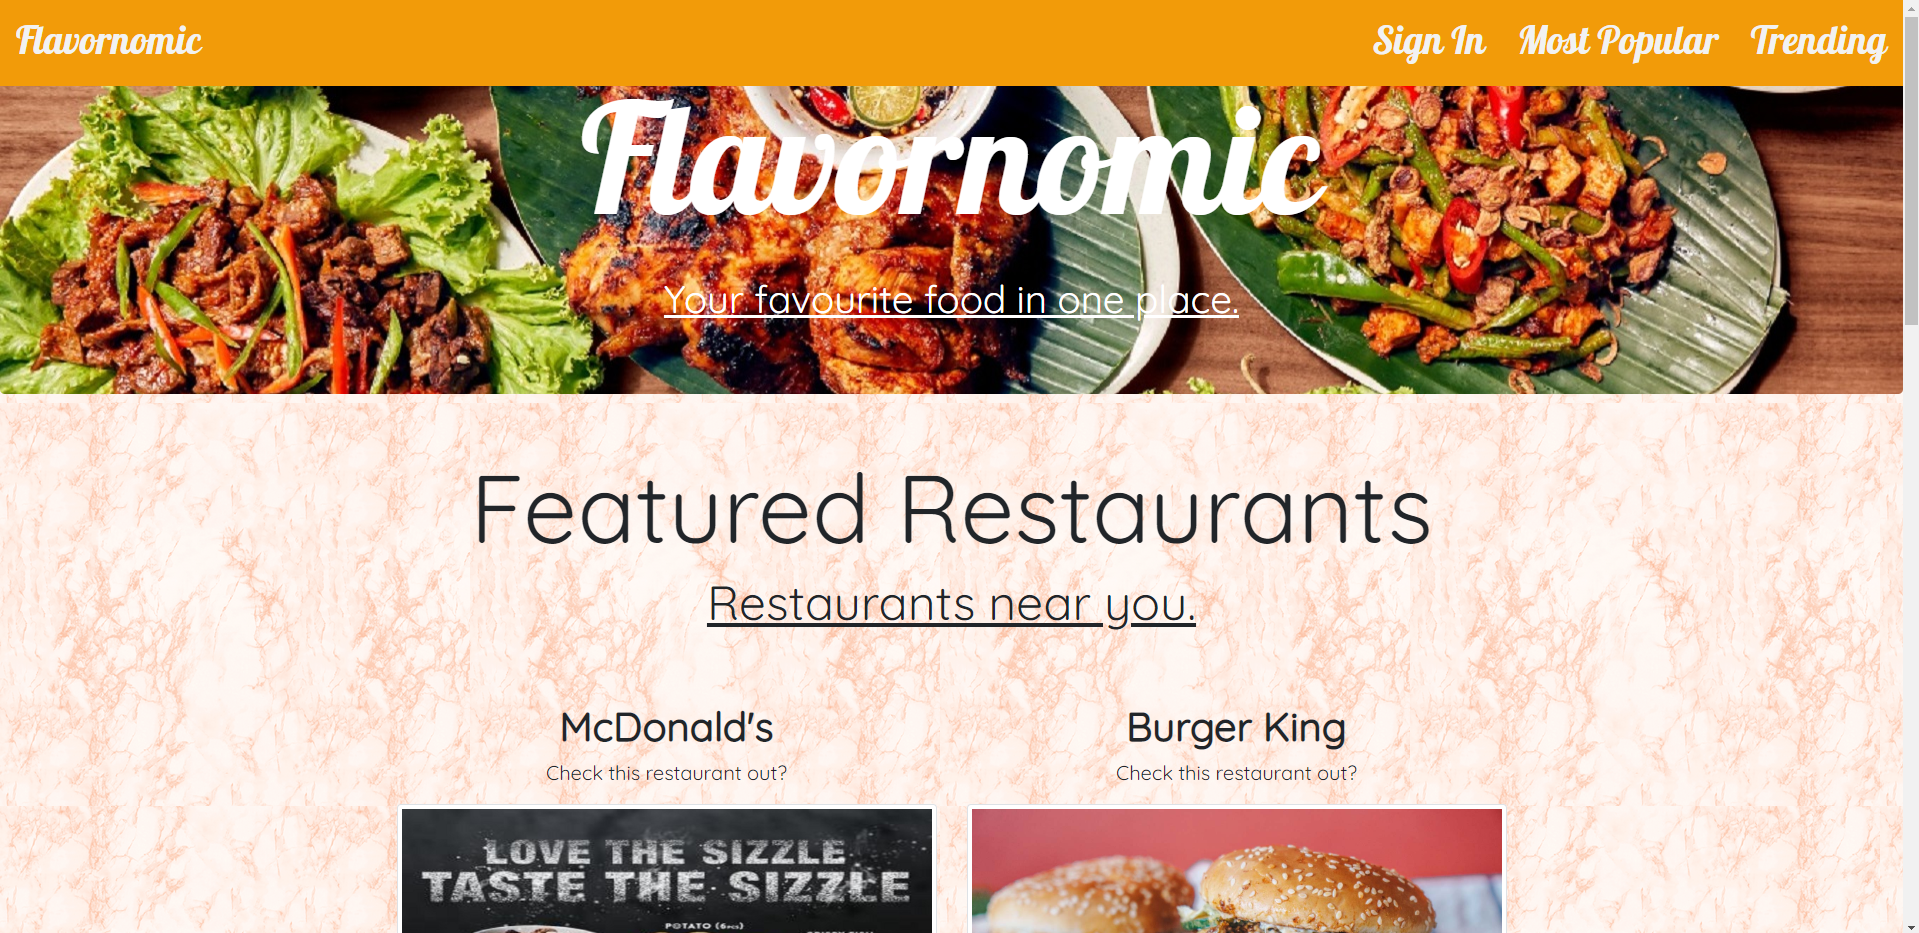 Flavornomic
Sign In Most Popular Trending
Flavornomic
Your favourite food in one place.
Featured Restaurants
Restaurants near you.
McDonald's
Check this restaurant out?
Burger King
Check this restaurant out?
LOVE THE SIZZLE
TASTE THE SIZZLE
POTATO (6PCS)